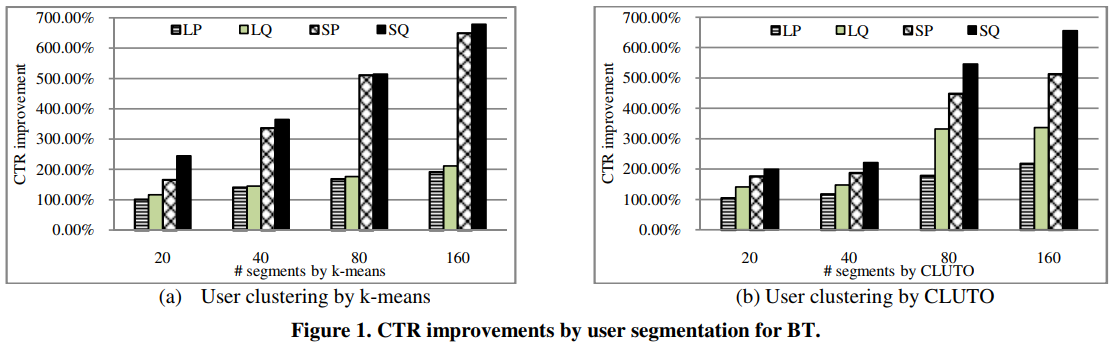 700.00%
600.00%
500.00%
400.00%
300.00%
200.00%
100.00%
0.00%
CTR improvement
LP LQ SP SQ
20 40 80 160
# segments by k-means
(a) User clustering by k-means
700.00%
600.00%
500.00%
400.00%
300.00%
200.00%
100.00%
0.00%
CTR improvement
LP LQ SP SQ
20 40 80 160
# segments by CLUTO
(b) User clustering by CLUTO
Figure 1. CTR improvements by user segmentation for BT.